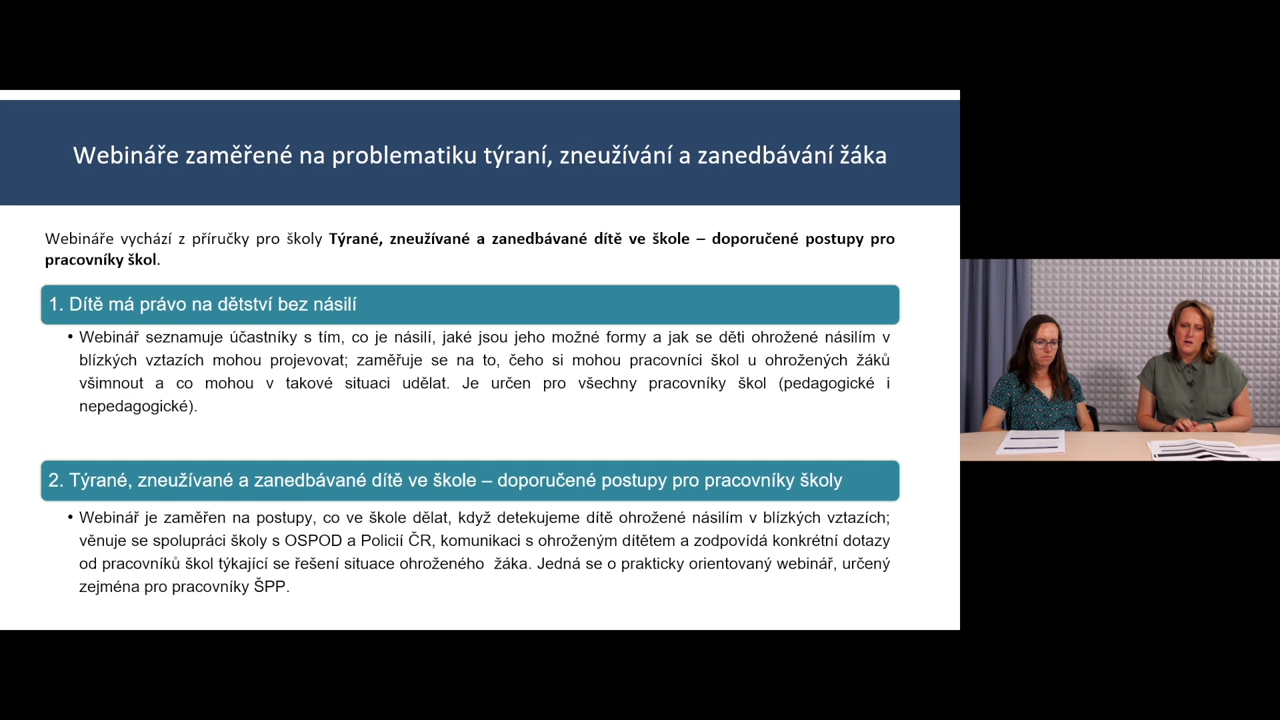 Webináře zaměřené na problematiku týraní, zneužívání a zanedbávání žáka
Webináře vychází z příručky pro školy Týrané, zneužívané a zanedbávané dítě ve škole – doporučené postupy pro
pracovníky škol.
1. Dítě má právo na dětství bez násilí
• Webinář seznamuje účastníky s tím, co je násilí, jaké jsou jeho možné formy a jak se děti ohrožené násilím v
blízkých vztazích mohou projevovat; zaměřuje se na to, čeho si mohou pracovníci škol u ohrožených žáků
všimnout a co mohou v takové situaci udělat. Je určen pro všechny pracovníky škol (pedagogické i
nepedagogické).
2. Týrané, zneužívané a zanedbávané dítě ve škole – doporučené postupy pro pracovníky školy
• Webinář je zaměřen na postupy, co ve škole dělat, když detekujeme dítě ohrožené násilím v blízkých vztazích;
věnuje se spolupráci školy s OSPOD a Policií ČR, komunikaci s ohroženým dítětem a zodpovídá konkrétní dotazy
od pracovníků škol týkající se řešení situace ohroženého  žáka. Jedná se o prakticky orientovaný webinář, určený
zejména pro pracovníky ŠPP.